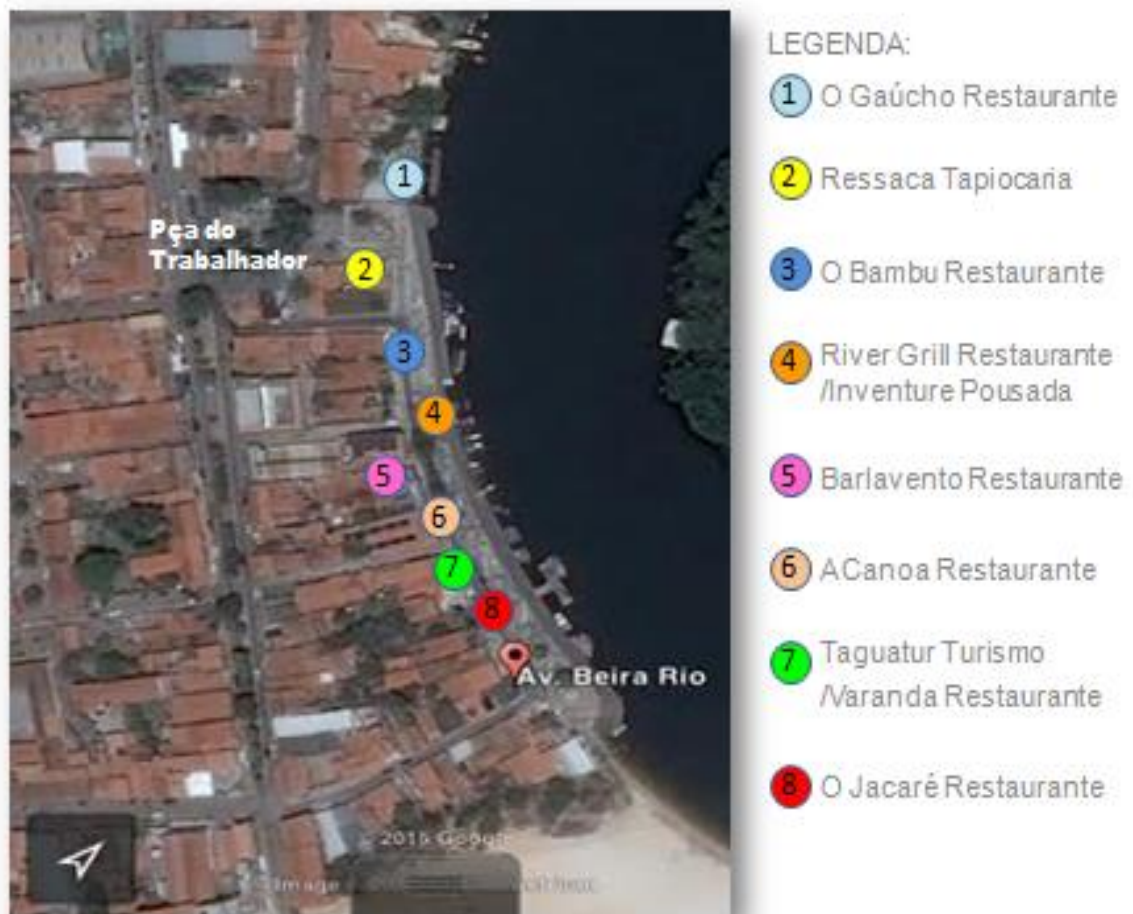 Pça do
Trabalhador
1
2
3
4
5
6
7
8
Av. Beira Rio
© 2015 Google
Image
LEGENDA:
1 O Gaúcho Restaurante
2 Ressaca Tapiocaria
3 O Bambu Restaurante
4 River Grill Restaurante
/Inventure Pousada
5 Barlavento Restaurante
6 A Canoa Restaurante
7 Taguatur Turismo
/Varanda Restaurante
8 O Jacaré Restaurante